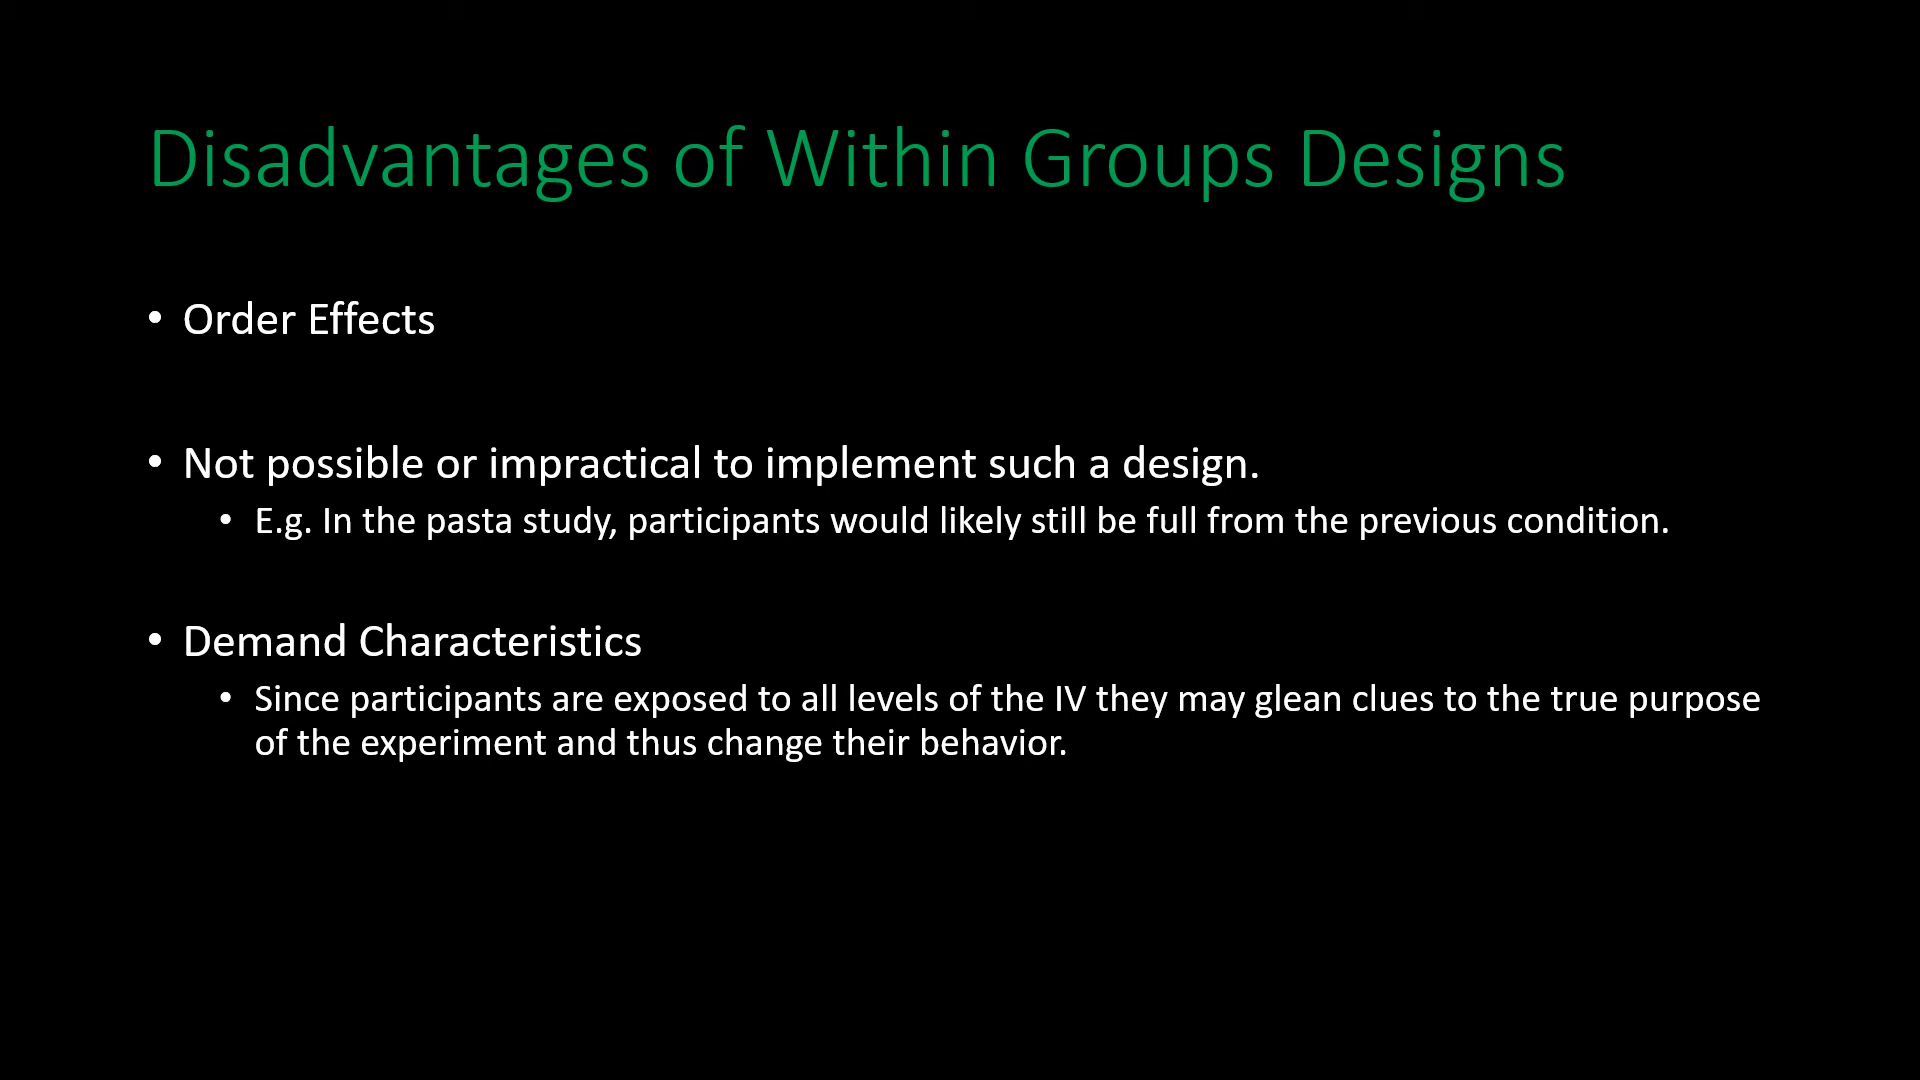 Disadvantages of Within Groups Designs
• Order Effects
• Not possible or impractical to implement such a design.
• E.g. In the pasta study, participants would likely still be full from the previous condition.
• Demand Characteristics
• Since participants are exposed to all levels of the IV they may glean clues to the true purpose
of the experiment and thus change their behavior.